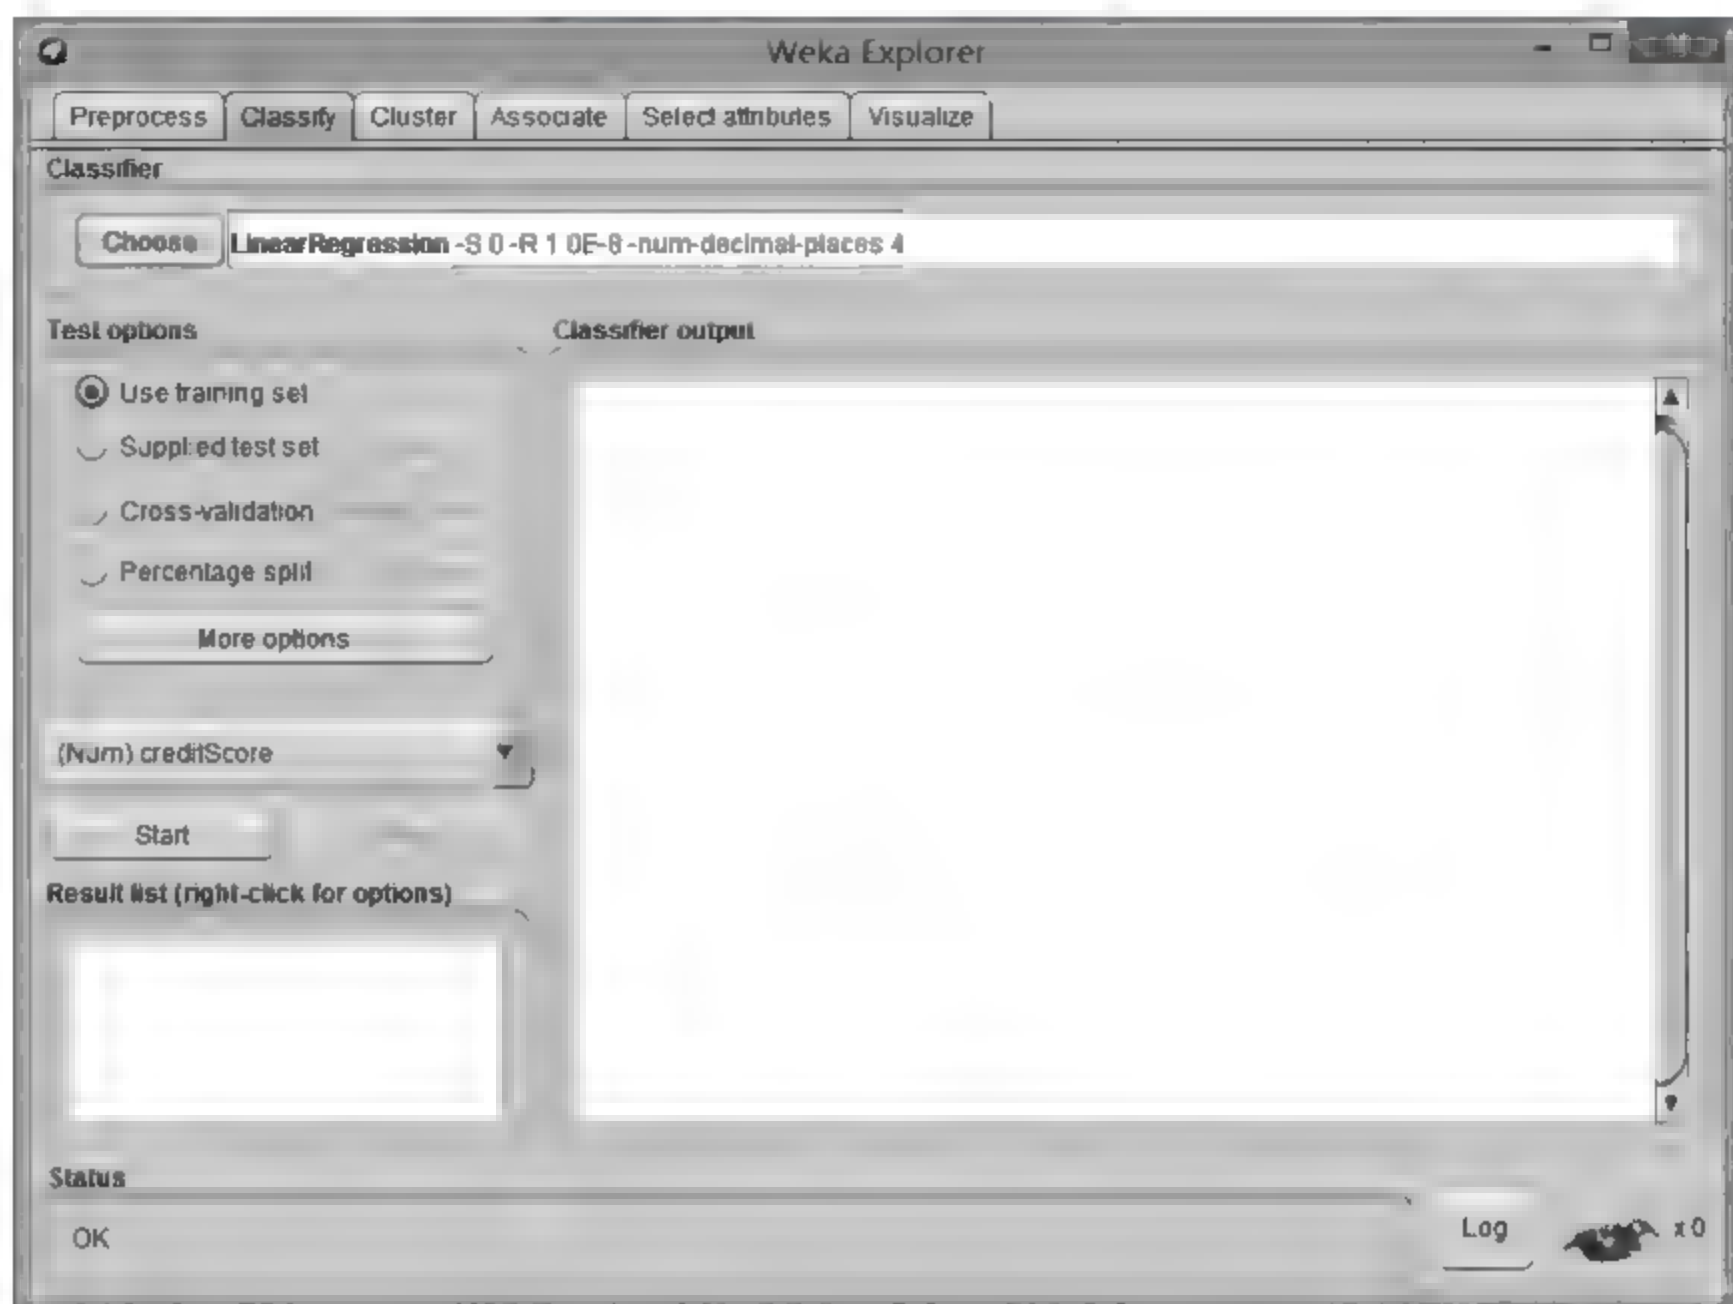 Weka Explorer
Preprocess Classify Cluster Associate Select attributes Visualize
Classifier
Choose LinearRegression -S 0 -R 1 0E-8 -num-decimal-places 4
Test options
Classifier output
Use training set
Supplied test set
Cross-validation
Percentage split
More options
(Num) creditScore
Start
Result list (right-click for options)
Status
OK
Log
x 0